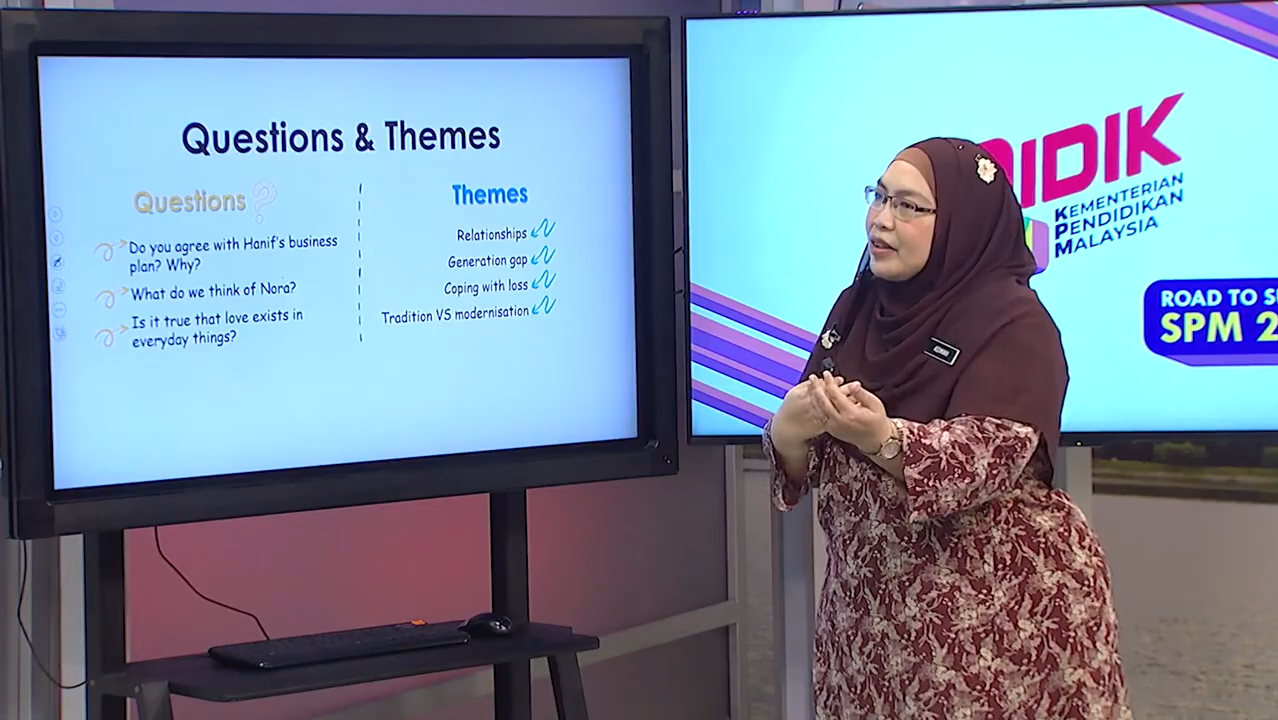 Questions & Themes
Questions ?
Do you agree with Hanif's business
plan? Why?
What do we think of Nora?
Is it true that love exists in
everyday things?
Themes
Relationships
Generation gap
Coping with loss
Tradition VS modernisation
IDIK
KEMENTERIAN
PENDIDIKAN
MALAYSIA
ROAD TO
SPM 2